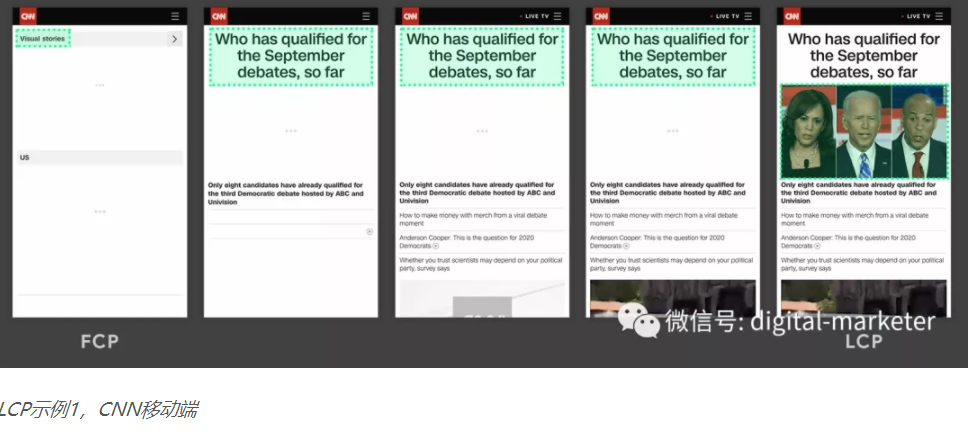 CNN
Visual stories
US
CNN
Who has qualified for
the September
debates, so far
Only eight candidates have already qualified for
the third Democratic debate hosted by ABC and
Univision
CNN
LIVE TV
Who has qualified for
the September
debates, so far
Only eight candidates have already qualified for
the third Democratic debate hosted by ABC and
Univision
How to make money with merch from a viral debate
moment
Anderson Cooper: This is the question for 2020
Democrats
Whether you trust scientists may depend on your political
party, survey says
CNN
LIVE TV
Who has qualified for
the September
debates, so far
Only eight candidates have already qualified for
the third Democratic debate hosted by ABC and
Univision
How to make money with merch from a viral debate
moment
Anderson Cooper: This is the question for 2020
Democrats
Whether you trust scientists may depend on your political
party, survey says
CNN
LIVE TV
Who has qualified for
the September
debates, so far
Only eight candidates have already qualified for
the third Democratic debate hosted by ABC and
Univision
How to make money with merch from a viral debate
moment
Anderson Cooper: This is the question for 2020
Democrats
Whether you trust scientists may depend on your political
party, survey says
微信号: digital-marketer
FCP
LCP
LCP示例1，CNN移动端